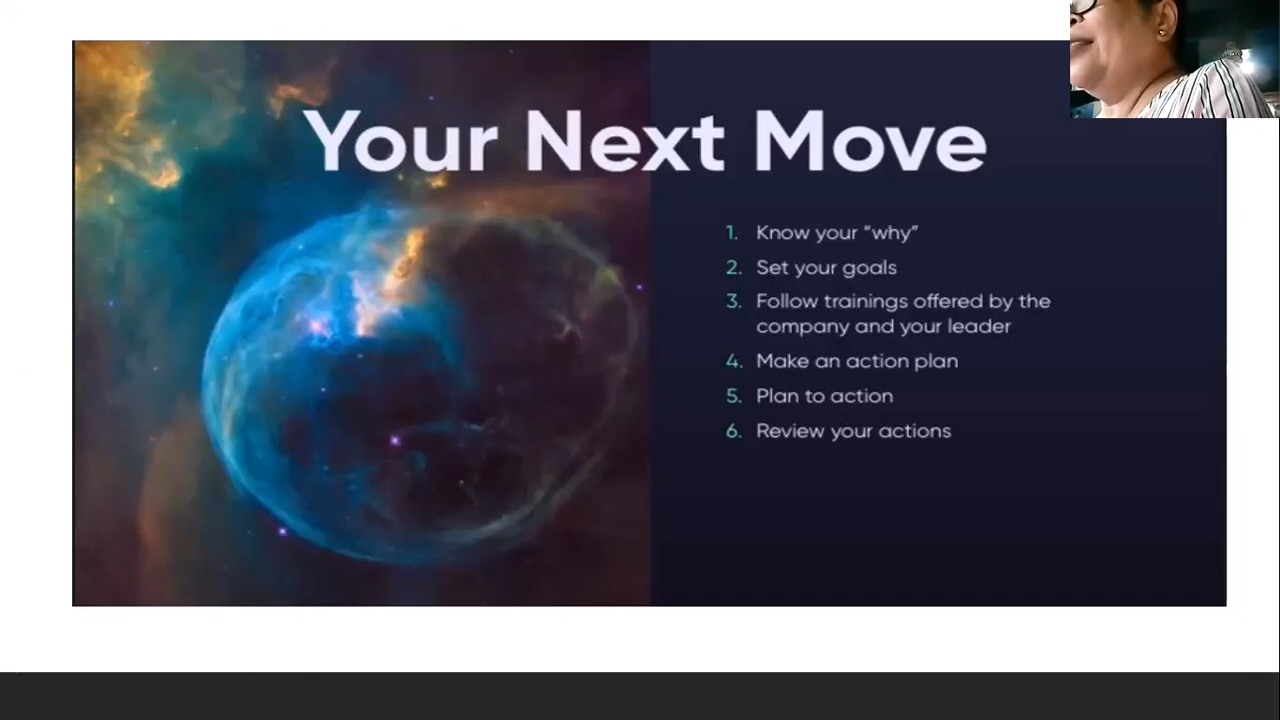 Your Next Move
1. Know your “why”
2. Set your goals
3. Follow trainings offered by the
company and your leader
4. Make an action plan
5. Plan to action
6. Review your actions